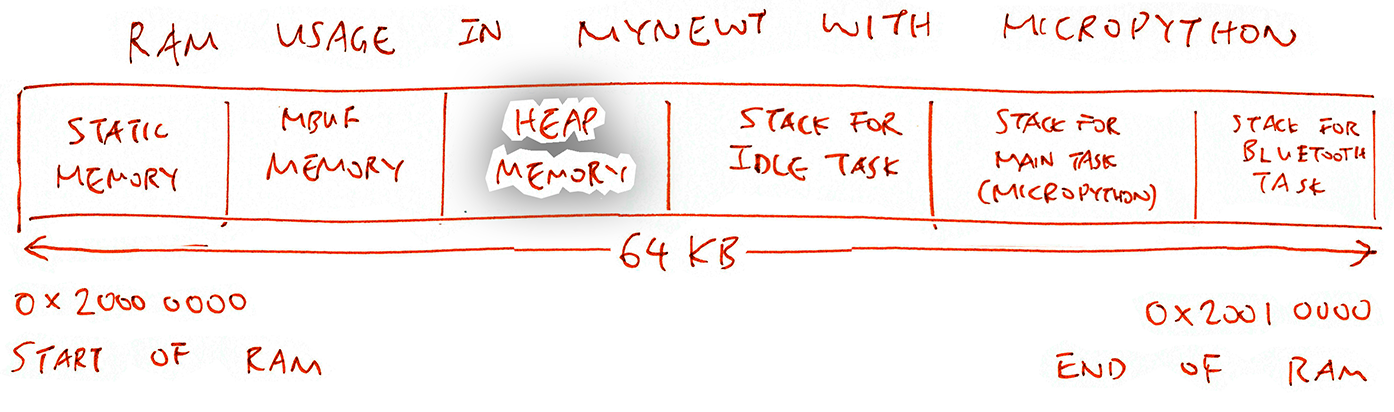 RAM USAGE IN MYNEWT WITH MICROPYTHON
STATIC
MEMORY
MBUF
MEMORY
HEAP
MEMORY
STACK FOR
IDLE TASK
STACK FOR
MAIN TASK
(MICROPYTHON)
STACK FOR
BLUETOOTH
TASK
64 KB
0x2000 0000
START OF RAM
0x2001 0000
END OF RAM